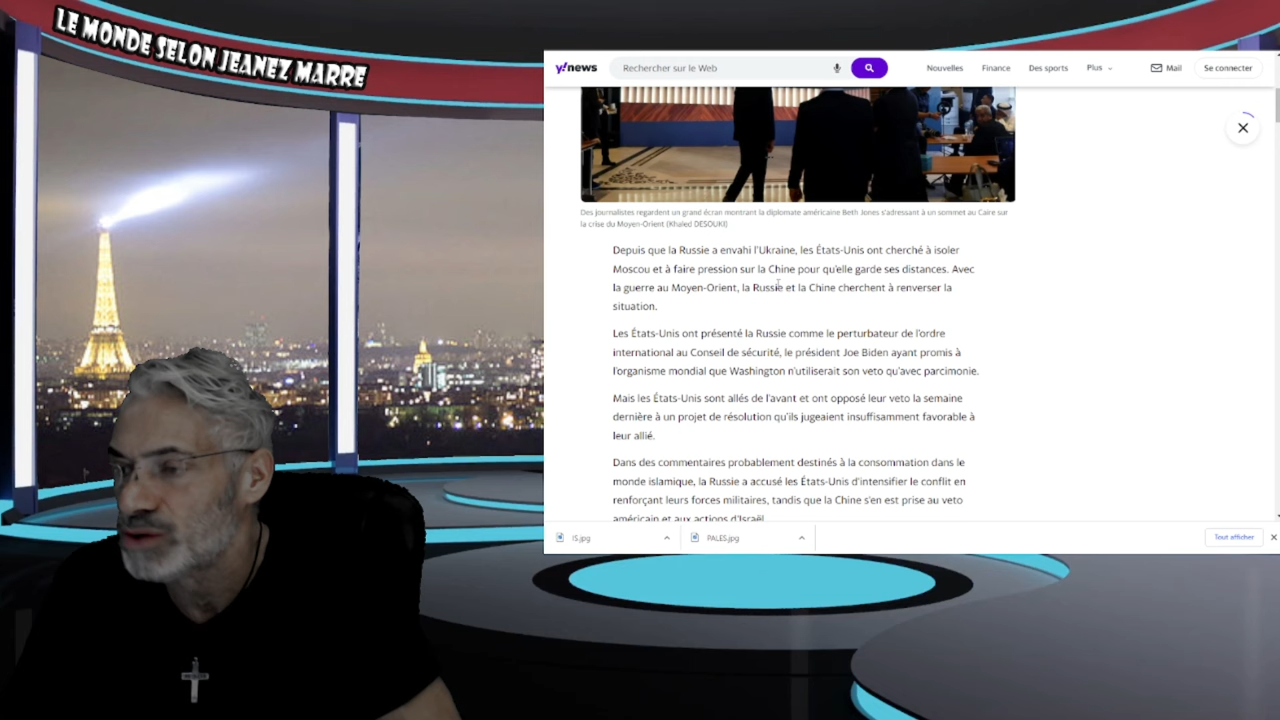 LE MONDE SELON JEANEZ MARRE
y!news
Rechercher sur le Web
Nouvelles
Finance
Des sports
Plus
Mail
Se connecter
Des journalistes regardent un grand écran montrant la diplomate américaine Beth Jones s'adressant à un sommet au Caire sur
la crise du Moyen-Orient (Khaled DESOUKI)
Depuis que la Russie a envahi l'Ukraine, les États-Unis ont cherché à isoler
Moscou et à faire pression sur la Chine pour qu'elle garde ses distances. Avec
la guerre au Moyen-Orient, la Russie et la Chine cherchent à renverser la
situation.
Les États-Unis ont présenté la Russie comme le perturbateur de l'ordre
international au Conseil de sécurité, le président Joe Biden ayant promis à
l'organisme mondial que Washington n'utiliserait son veto qu'avec parcimonie.
Mais les États-Unis sont allés de l'avant et ont opposé leur veto la semaine
dernière à un projet de résolution qu'ils jugeaient insuffisamment favorable à
leur allié.
Dans des commentaires probablement destinés à la consommation dans le
monde islamique, la Russie a accusé les États-Unis d'intensifier le conflit en
renforçant leurs forces militaires, tandis que la Chine s'en est prise au veto
américain et aux actions d'Israël
IS.jpg
PALES.jpg
Tout afficher